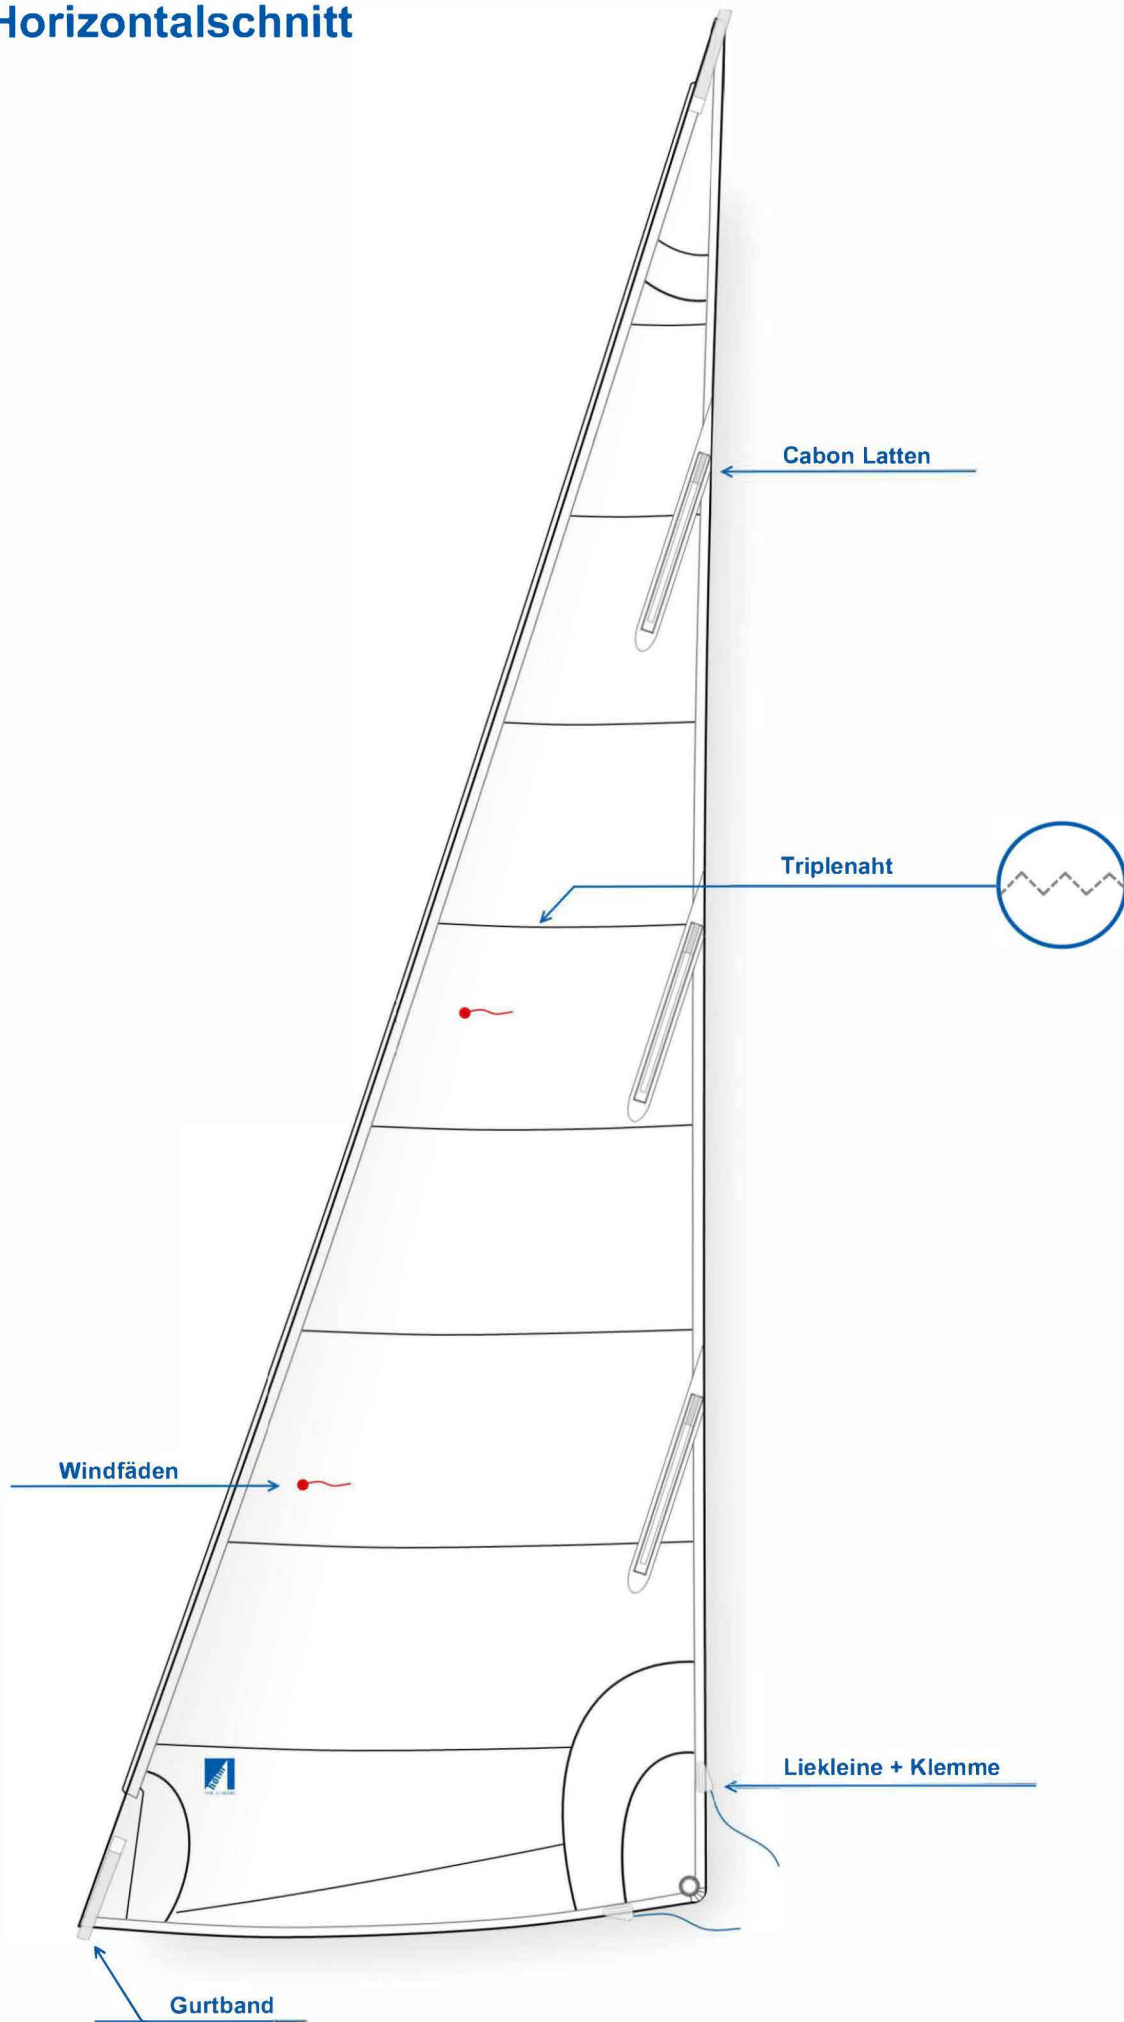 Horizontalschnitt
Cabon Latten
Triplenaht
Windfäden
Liekleine + Klemme
Gurtband